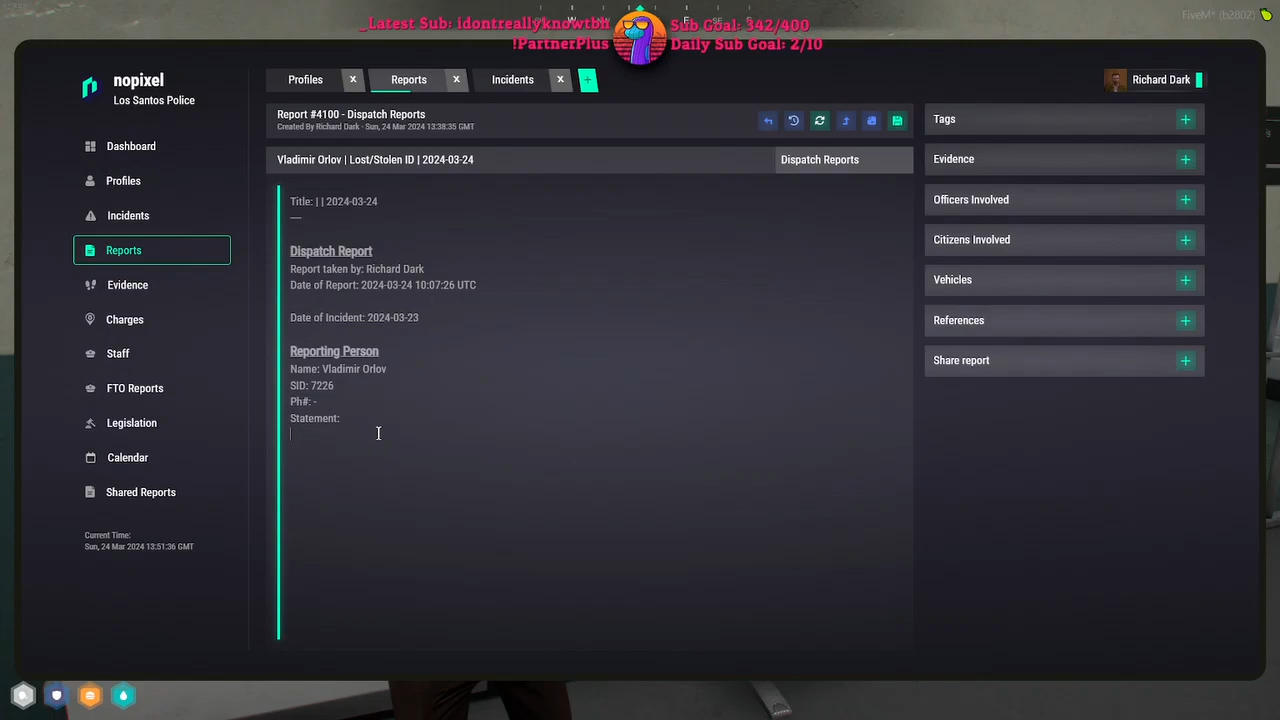 _Latest Sub: idontreallyknowtbh
Sub Goal: 342/400
!PartnerPlus
Daily Sub Goal: 2/10
W
E
SE
FiveM* (b2802)
nopixel
Los Santos Police
Profiles x
Reports x
Incidents x
+
Richard Dark
Report #4100 - Dispatch Reports
Created By Richard Dark - Sun, 24 Mar 2024 13:38:35 GMT
Vladimir Orlov | Lost/Stolen ID | 2024-03-24
Dispatch Reports
Dashboard
Profiles
Incidents
Reports
Evidence
Charges
Staff
FTO Reports
Legislation
Calendar
Shared Reports
Current Time:
Sun, 24 Mar 2024 13:51:36 GMT
Title: | | 2024-03-24
—
Dispatch Report
Report taken by: Richard Dark
Date of Report: 2024-03-24 10:07:26 UTC
Date of Incident: 2024-03-23
Reporting Person
Name: Vladimir Orlov
SID: 7226
Ph#: -
Statement:
Tags +
Evidence +
Officers Involved +
Citizens Involved +
Vehicles +
References +
Share report +